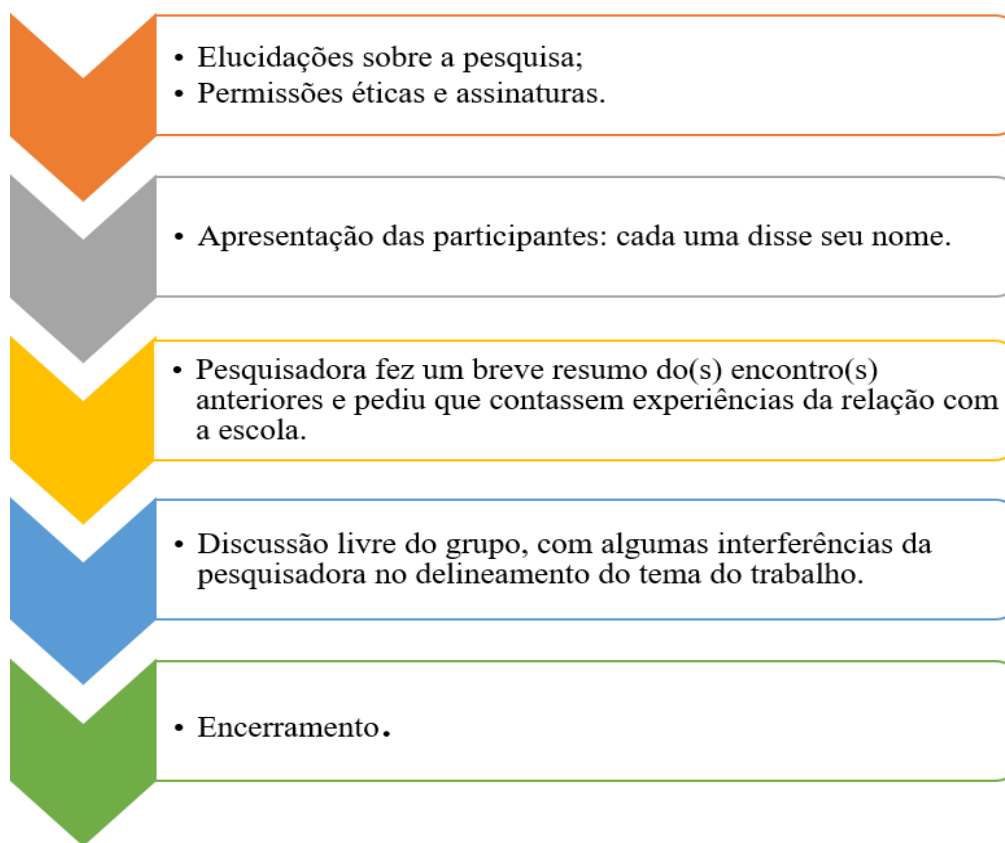 • Elucidações sobre a pesquisa;
• Permissões éticas e assinaturas.
• Apresentação das participantes: cada uma disse seu nome.
• Pesquisadora fez um breve resumo do(s) encontro(s)
anteriores e pediu que contassem experiências da relação com
a escola.
• Discussão livre do grupo, com algumas interferências da
pesquisadora no delineamento do tema do trabalho.
• Encerramento.